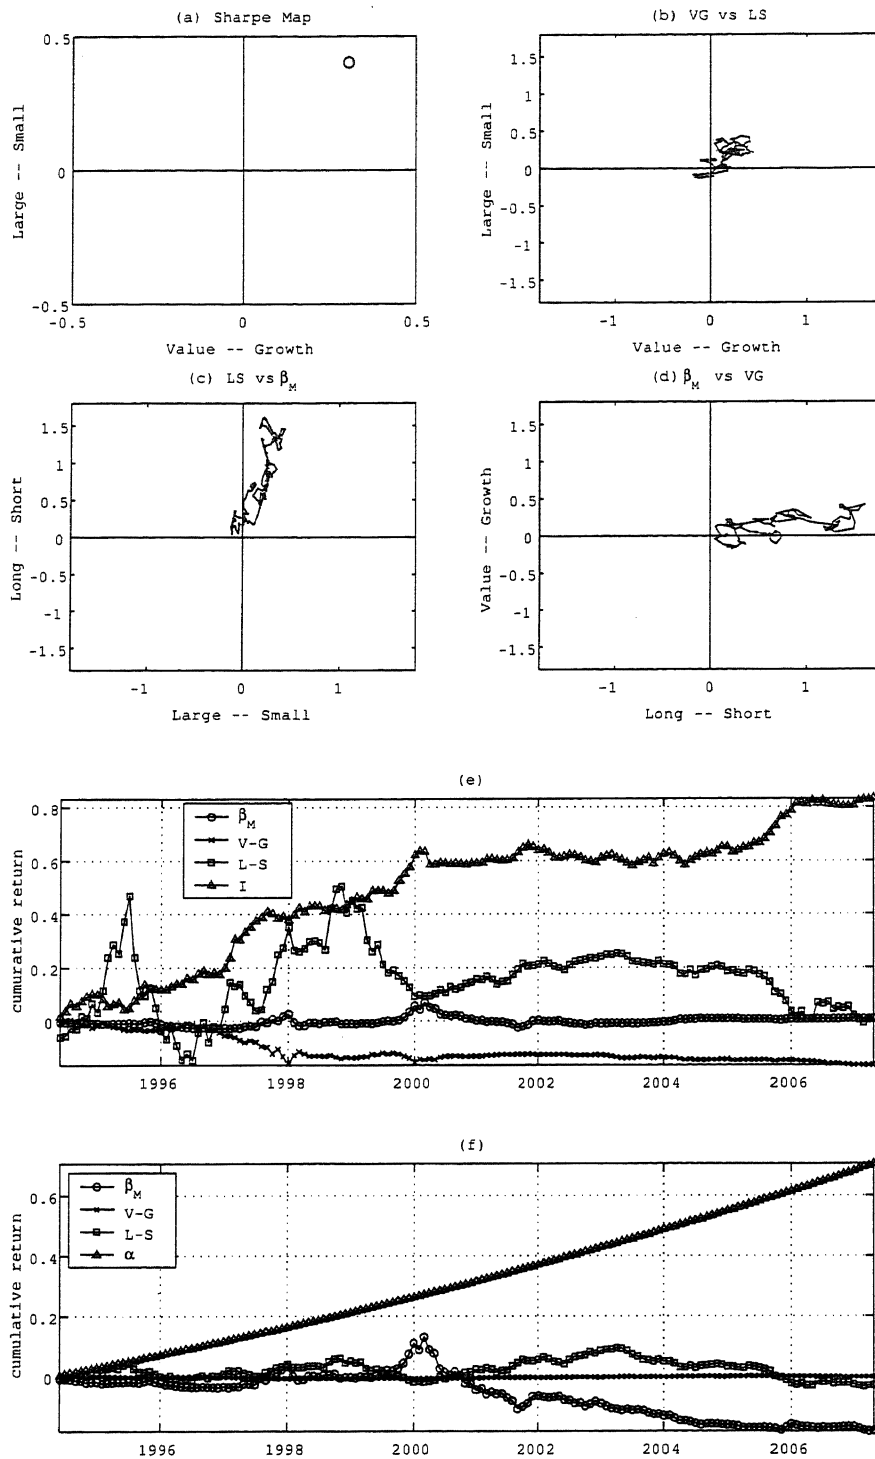 (a) Sharpe Map
0.5
0
-0.5
-0.5
0
0.5
Large -- Small
Value -- Growth
(b) VG vs LS
1.5
1
0.5
0
-0.5
-1
-1.5
-1
0
1
Large -- Small
Value -- Growth
(c) LS vs βM
1.5
1
0.5
0
-0.5
-1
-1.5
-1
0
1
Long -- Short
Large -- Small
(d) βM vs VG
1.5
1
0.5
0
-0.5
-1
-1.5
-1
0
1
Value -- Growth
Long -- Short
(e)
0.8
0.6
0.4
0.2
0
cumurative return
βM
V-G
L-S
I
1996
1998
2000
2002
2004
2006
(f)
0.6
0.4
0.2
0
cumulative return
βM
V-G
L-S
α
1996
1998
2000
2002
2004
2006